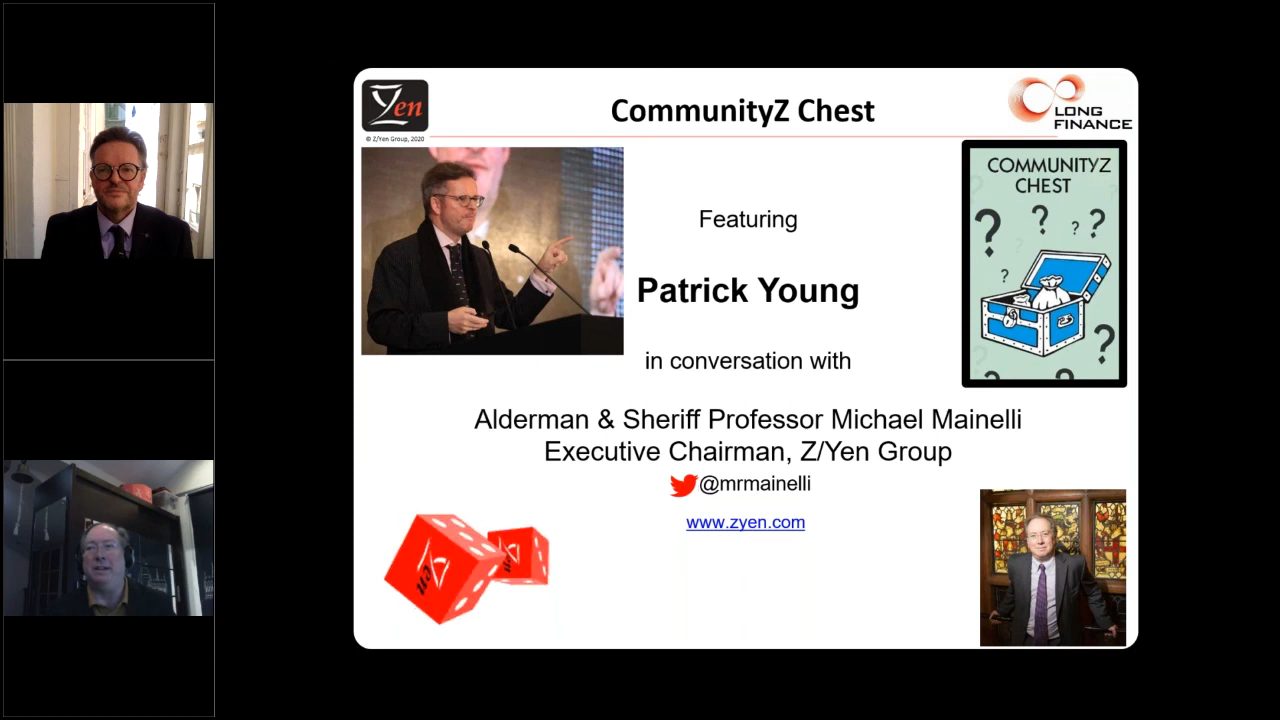 Zen
© Z/Yen Group, 2020
CommunityZ Chest
LONG
FINANCE
COMMUNITYZ
CHEST
? ? ? ?
?
?
Featuring
Patrick Young
in conversation with
Alderman & Sheriff Professor Michael Mainelli
Executive Chairman, Z/Yen Group
@mrmainelli
www.zyen.com